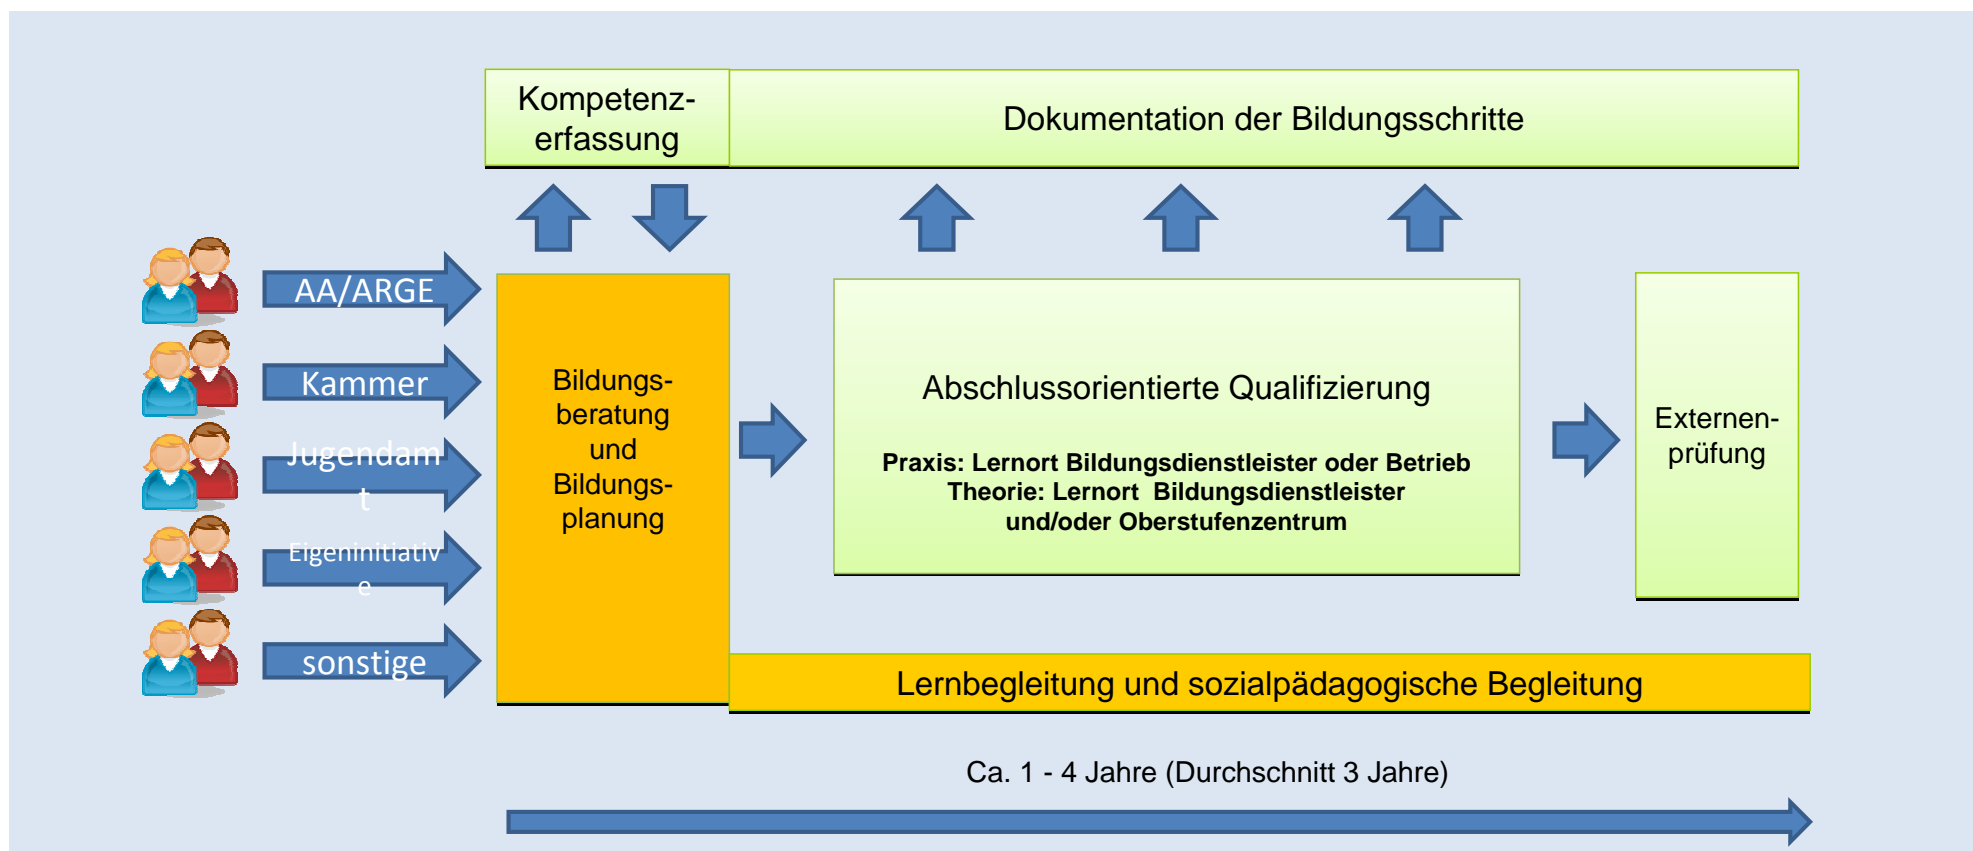 Kompetenz-
erfassung
Dokumentation der Bildungsschritte
AA/ARGE
Kammer
Jugendam
t
Eigeninitiativ
e
sonstige
Bildungs-
beratung
und
Bildungs-
planung
Abschlussorientierte Qualifizierung
Praxis: Lernort Bildungsdienstleister oder Betrieb
Theorie: Lernort Bildungsdienstleister
und/oder Oberstufenzentrum
Externen-
prüfung
Lernbegleitung und sozialpädagogische Begleitung
Ca. 1 - 4 Jahre (Durchschnitt 3 Jahre)